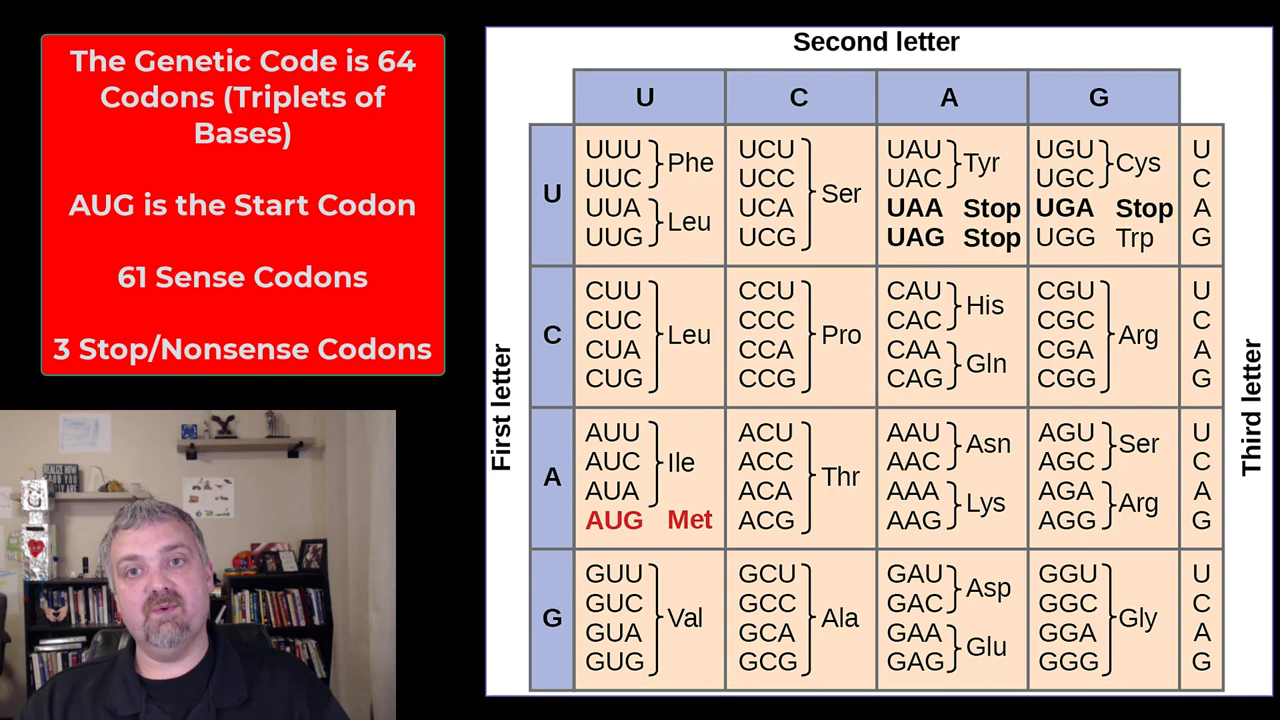 The Genetic Code is 64
Codons (Triplets of
Bases)
AUG is the Start Codon
61 Sense Codons
3 Stop/Nonsense Codons
Second letter
U C A G
First letter
Third letter
U
UUU
UUC
Phe
UUA
UUG
Leu
UCU
UCC
UCA
UCG
Ser
UAU
UAC
Tyr
UAA Stop
UAG Stop
UGU
UGC
Cys
UGA Stop
UGG Trp
U
C
A
G
C
CUU
CUC
CUA
CUG
Leu
CCU
CCC
CCA
CCG
Pro
CAU
CAC
His
CAA
CAG
Gln
CGU
CGC
CGA
CGG
Arg
U
C
A
G
A
AUU
AUC
AUA
Ile
AUG Met
ACU
ACC
ACA
ACG
Thr
AAU
AAC
Asn
AAA
AAG
Lys
AGU
AGC
Ser
AGA
AGG
Arg
U
C
A
G
G
GUU
GUC
GUA
GUG
Val
GCU
GCC
GCA
GCG
Ala
GAU
GAC
Asp
GAA
GAG
Glu
GGU
GGC
GGA
GGG
Gly
U
C
A
G
REALIZE HOW